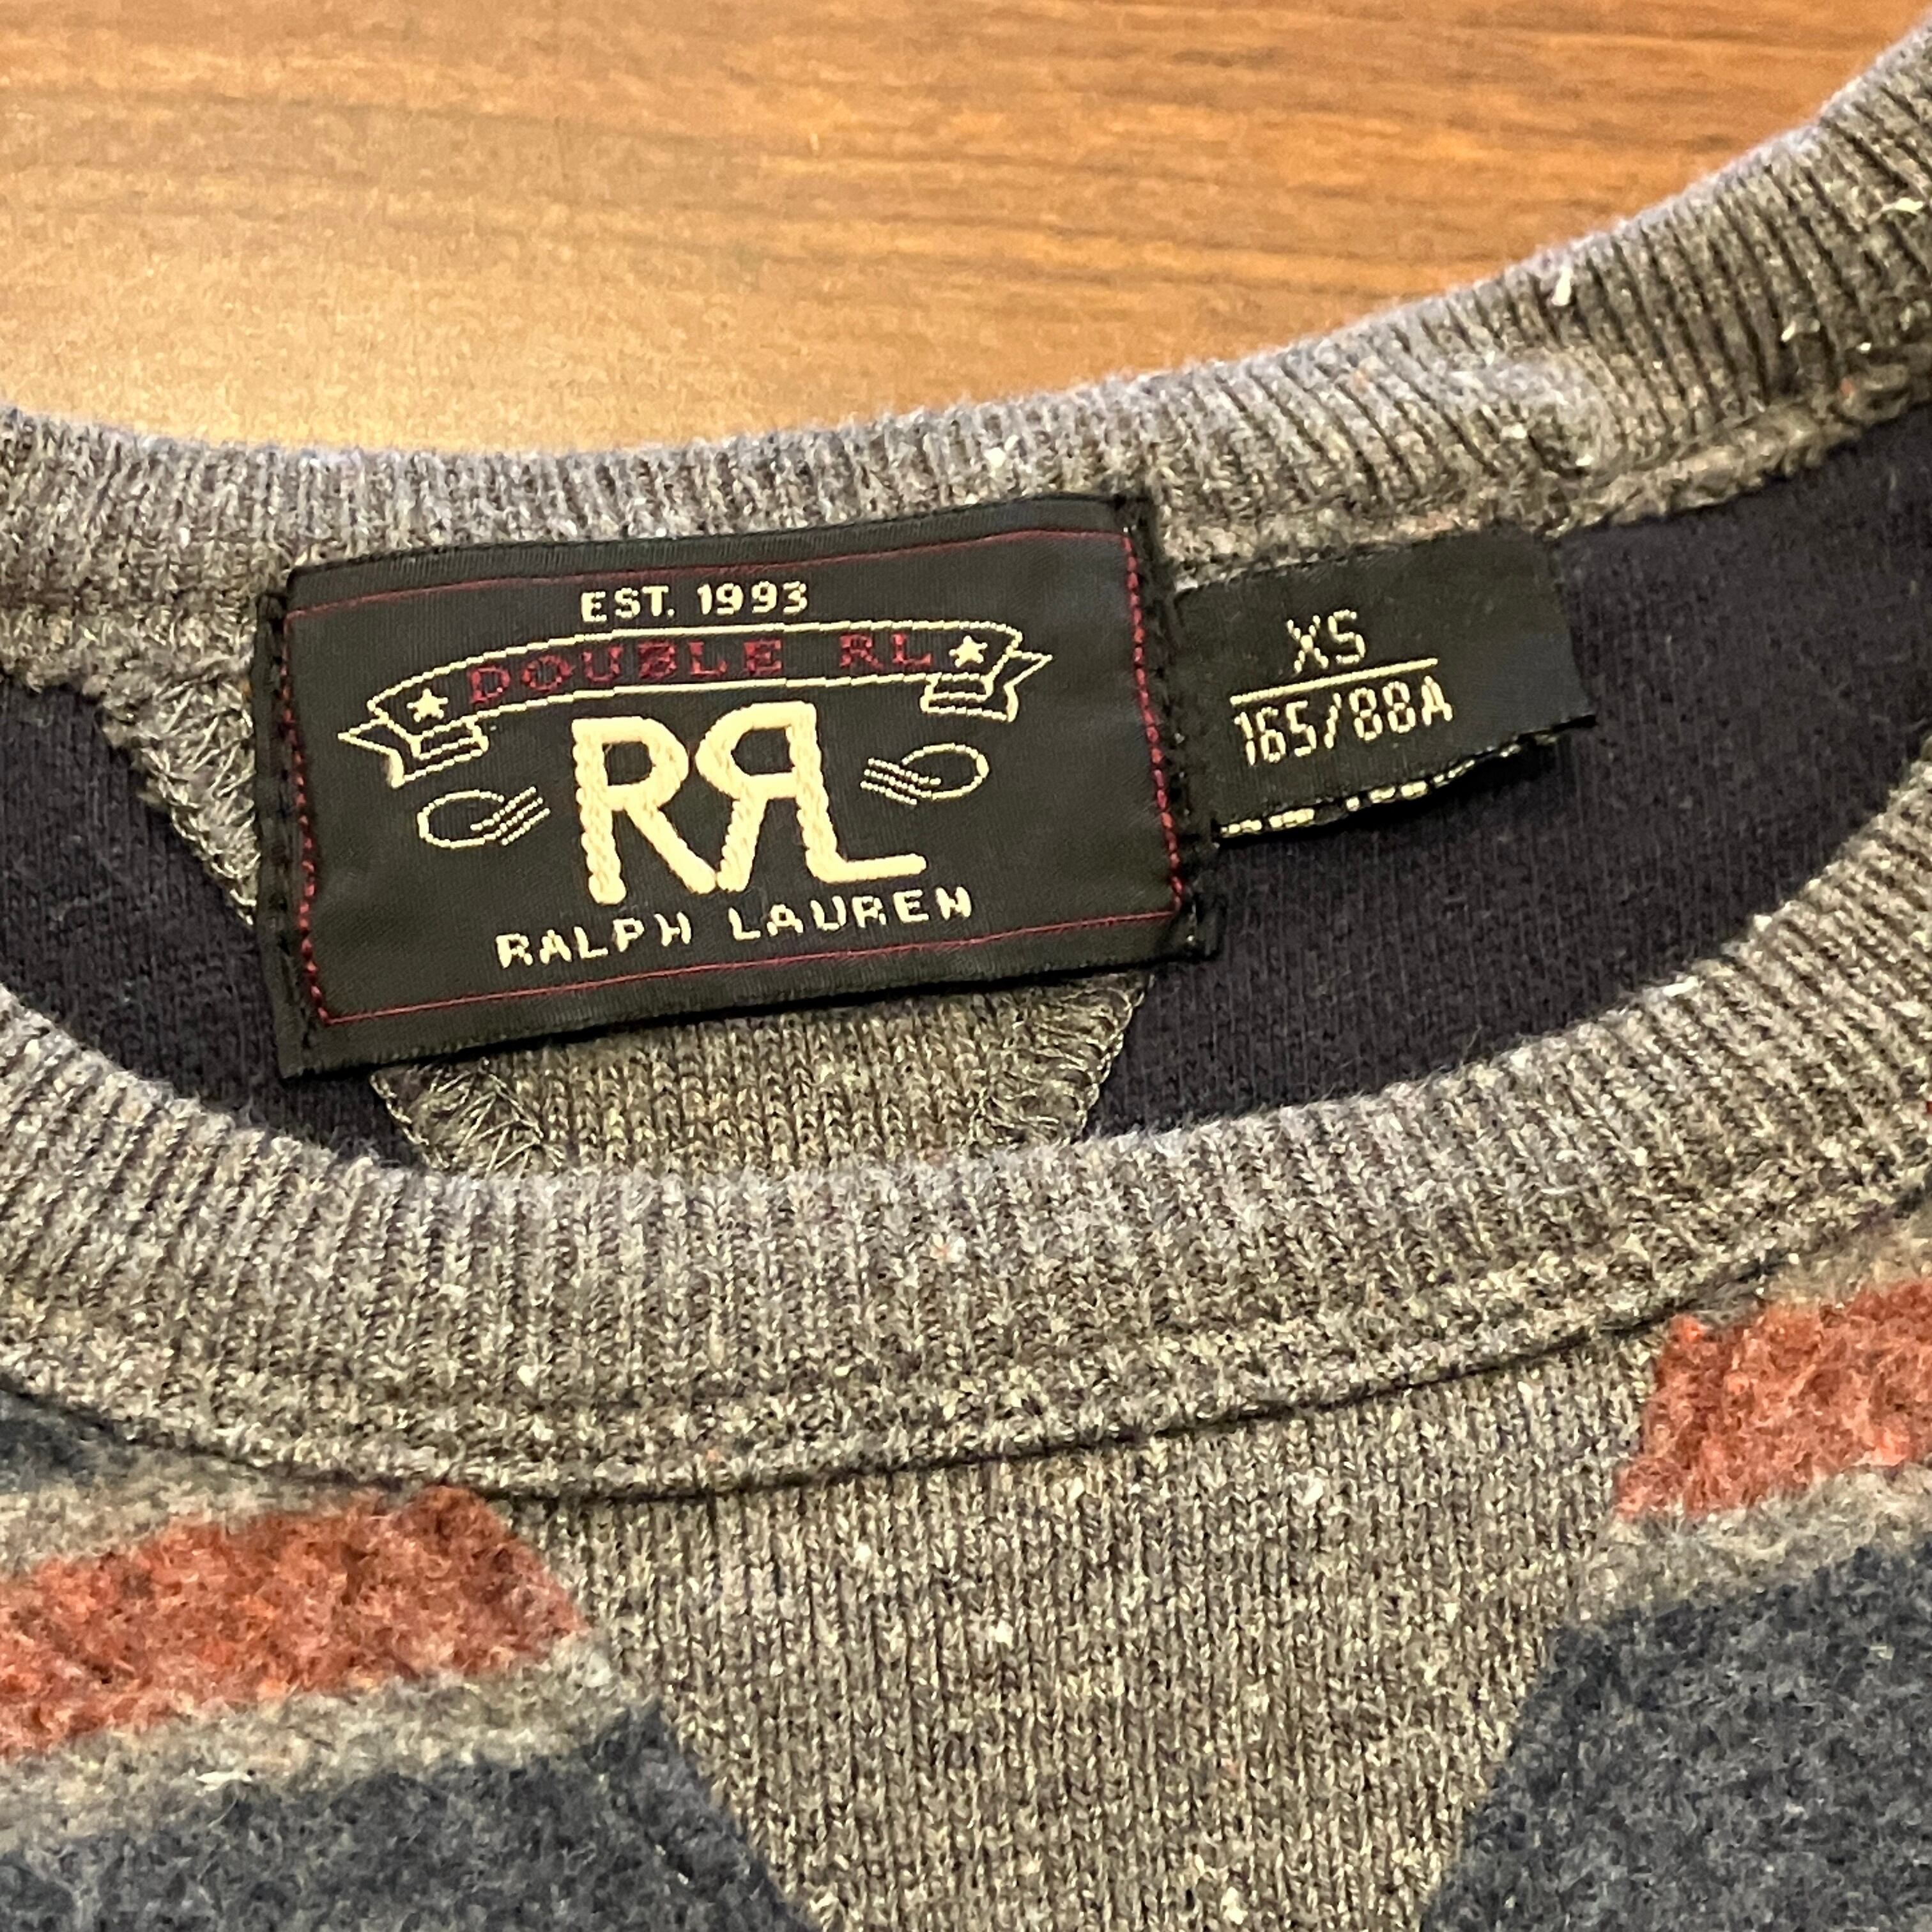 EST. 1993
DOUBLE RL
RRL
RALPH LAUREN
XS
165/88A